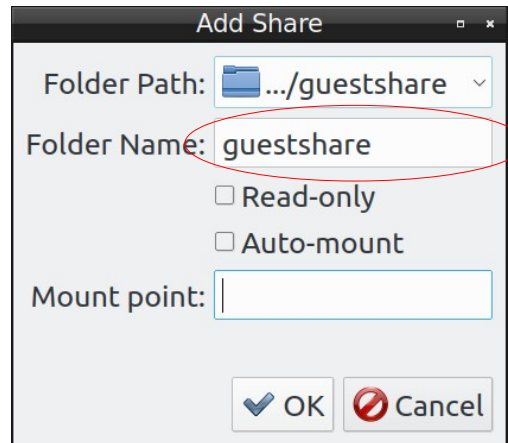 Add Share
Folder Path: .../guestshare
Folder Name: guestshare
Read-only
Auto-mount
Mount point:
OK Cancel